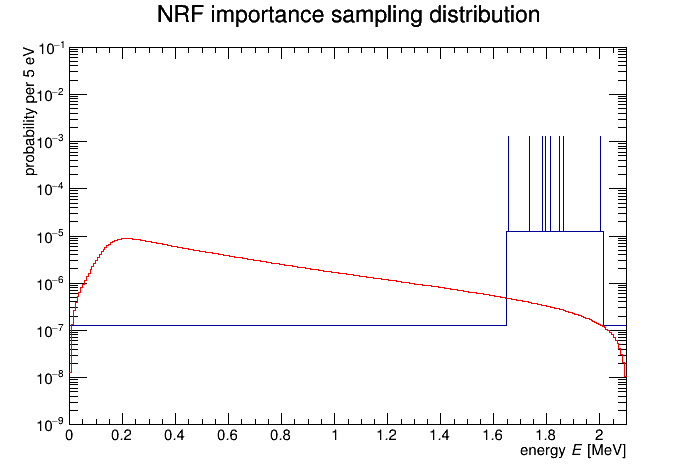 NRF importance sampling distribution
probability per 5 eV
10−1
10−2
10−3
10−4
10−5
10−6
10−7
10−8
10−9
0 0.2 0.4 0.6 0.8 1 1.2 1.4 1.6 1.8 2
energy E [MeV]